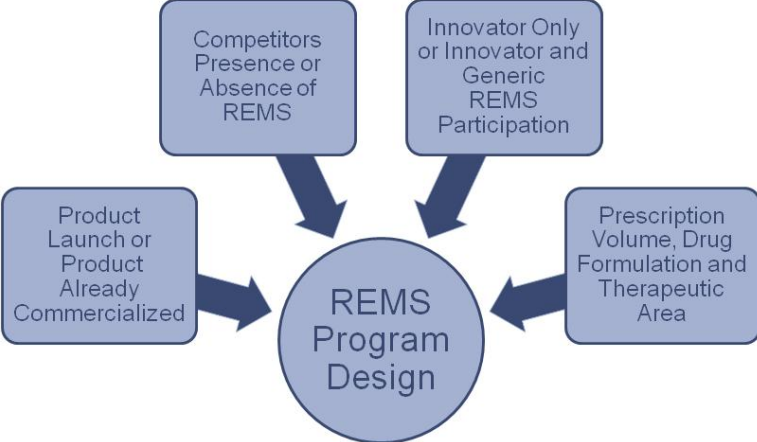 Product
Launch or
Product
Already
Commercialized
Competitors
Presence or
Absence of
REMS
Innovator Only
or Innovator and
Generic
REMS
Participation
Prescription
Volume, Drug
Formulation and
Therapeutic
Area
REMS
Program
Design